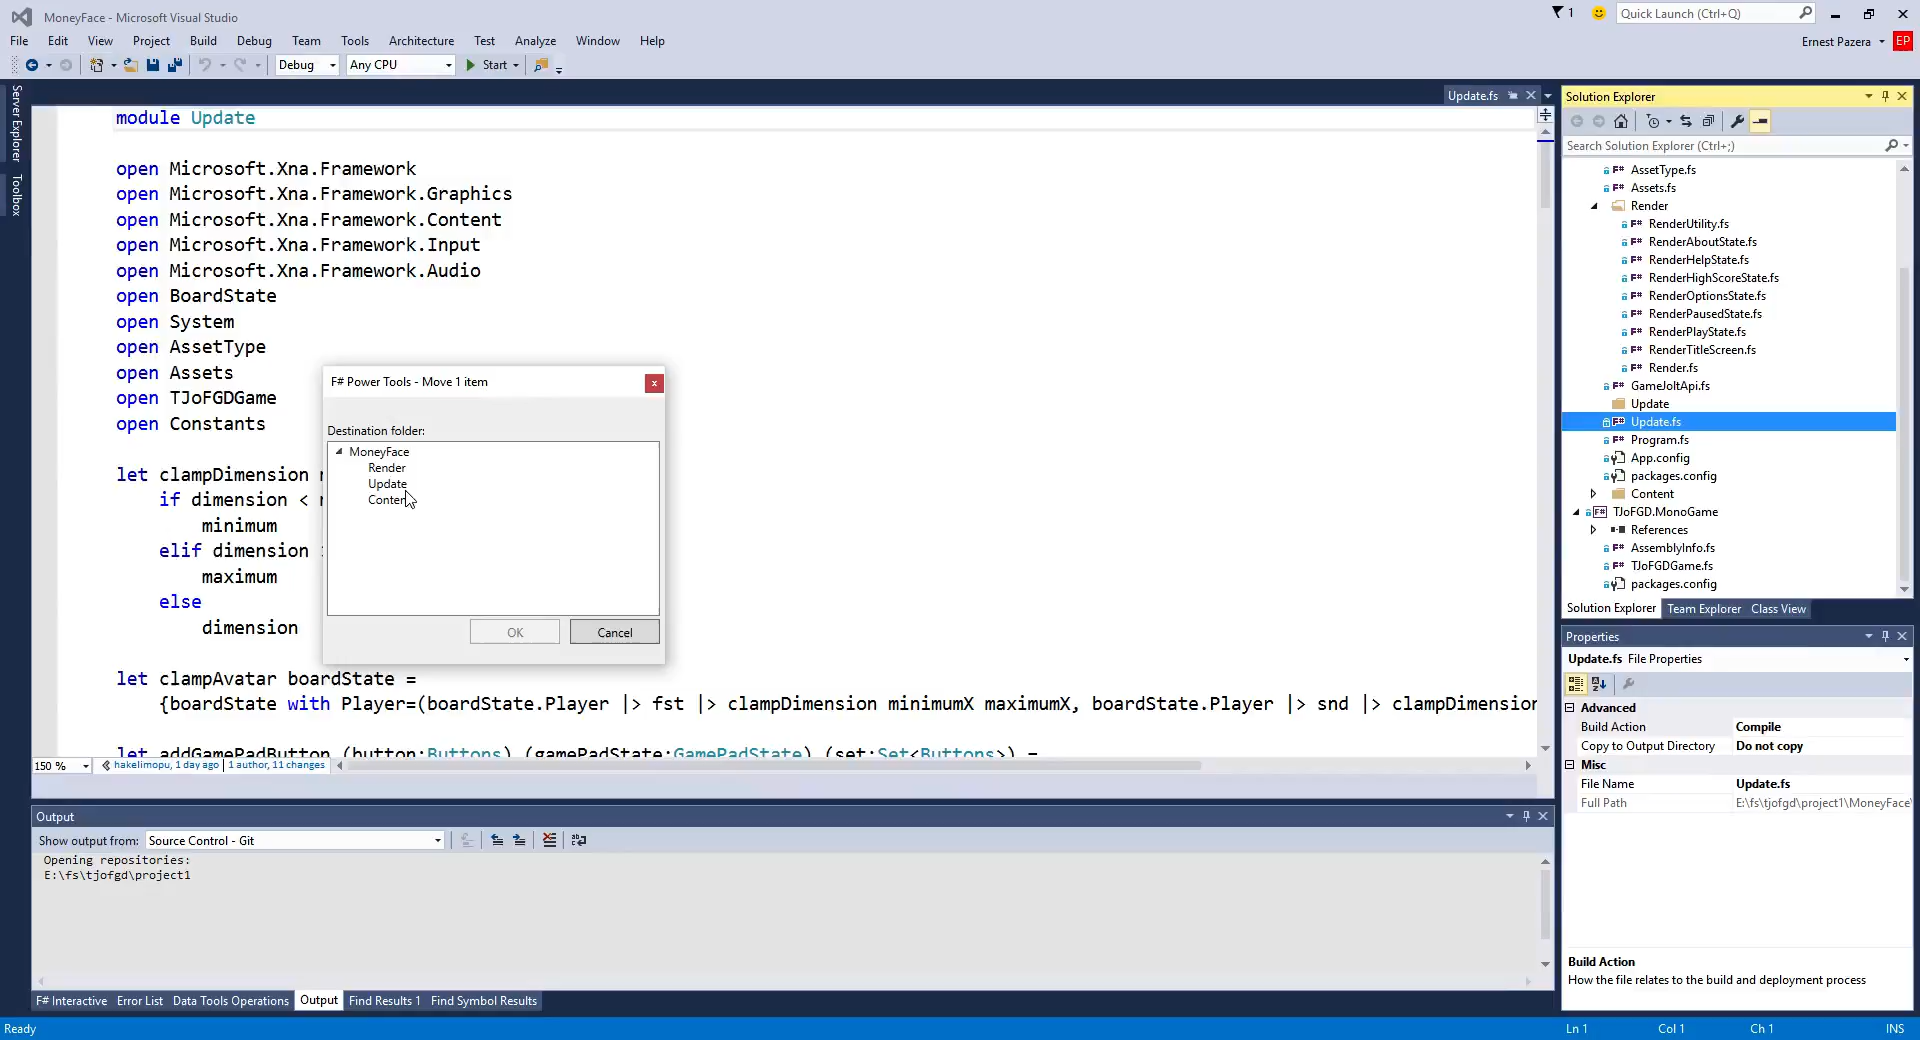 MoneyFace - Microsoft Visual Studio
1
Quick Launch (Ctrl+Q)
File Edit View Project Build Debug Team Tools Architecture Test Analyze Window Help
Ernest Pazera
EP
Debug
Any CPU
Start
Server Explorer
Toolbox
Update.fs
module Update
open Microsoft.Xna.Framework
open Microsoft.Xna.Framework.Graphics
open Microsoft.Xna.Framework.Content
open Microsoft.Xna.Framework.Input
open Microsoft.Xna.Framework.Audio
open BoardState
open System
open AssetType
open Assets
open TJoFGDGame
open Constants
let clampDimension
if dimension <
minimum
elif dimension
maximum
else
dimension
let clampAvatar boardState =
{boardState with Player=(boardState.Player |> fst |> clampDimension minimumX maximumX, boardState.Player |> snd |> clampDimension
let addGamePadButton (button:Buttons) (gamePadState:GamePadState) (set:Set<Buttons>) =
150 %
hakelimopu, 1 day ago | 1 author, 11 changes
F# Power Tools - Move 1 item
Destination folder:
MoneyFace
Render
Update
Content
OK
Cancel
Output
Show output from: Source Control - Git
Opening repositories:
E:\fs\tjofgd\project1
F# Interactive Error List Data Tools Operations Output Find Results 1 Find Symbol Results
Solution Explorer
Search Solution Explorer (Ctrl+;)
F# AssetType.fs
F# Assets.fs
Render
F# RenderUtility.fs
F# RenderAboutState.fs
F# RenderHelpState.fs
F# RenderHighScoreState.fs
F# RenderOptionsState.fs
F# RenderPausedState.fs
F# RenderPlayState.fs
F# RenderTitleScreen.fs
F# Render.fs
F# GameJoltApi.fs
Update
F# Update.fs
F# Program.fs
App.config
packages.config
Content
F# TJoFGD.MonoGame
References
F# AssemblyInfo.fs
F# TJoFGDGame.fs
packages.config
Solution Explorer Team Explorer Class View
Properties
Update.fs File Properties
Advanced
Build Action Compile
Copy to Output Directory Do not copy
Misc
File Name Update.fs
Full Path E:\fs\tjofgd\project1\MoneyFace\
Build Action
How the file relates to the build and deployment process
Ready
Ln 1 Col 1 Ch 1 INS